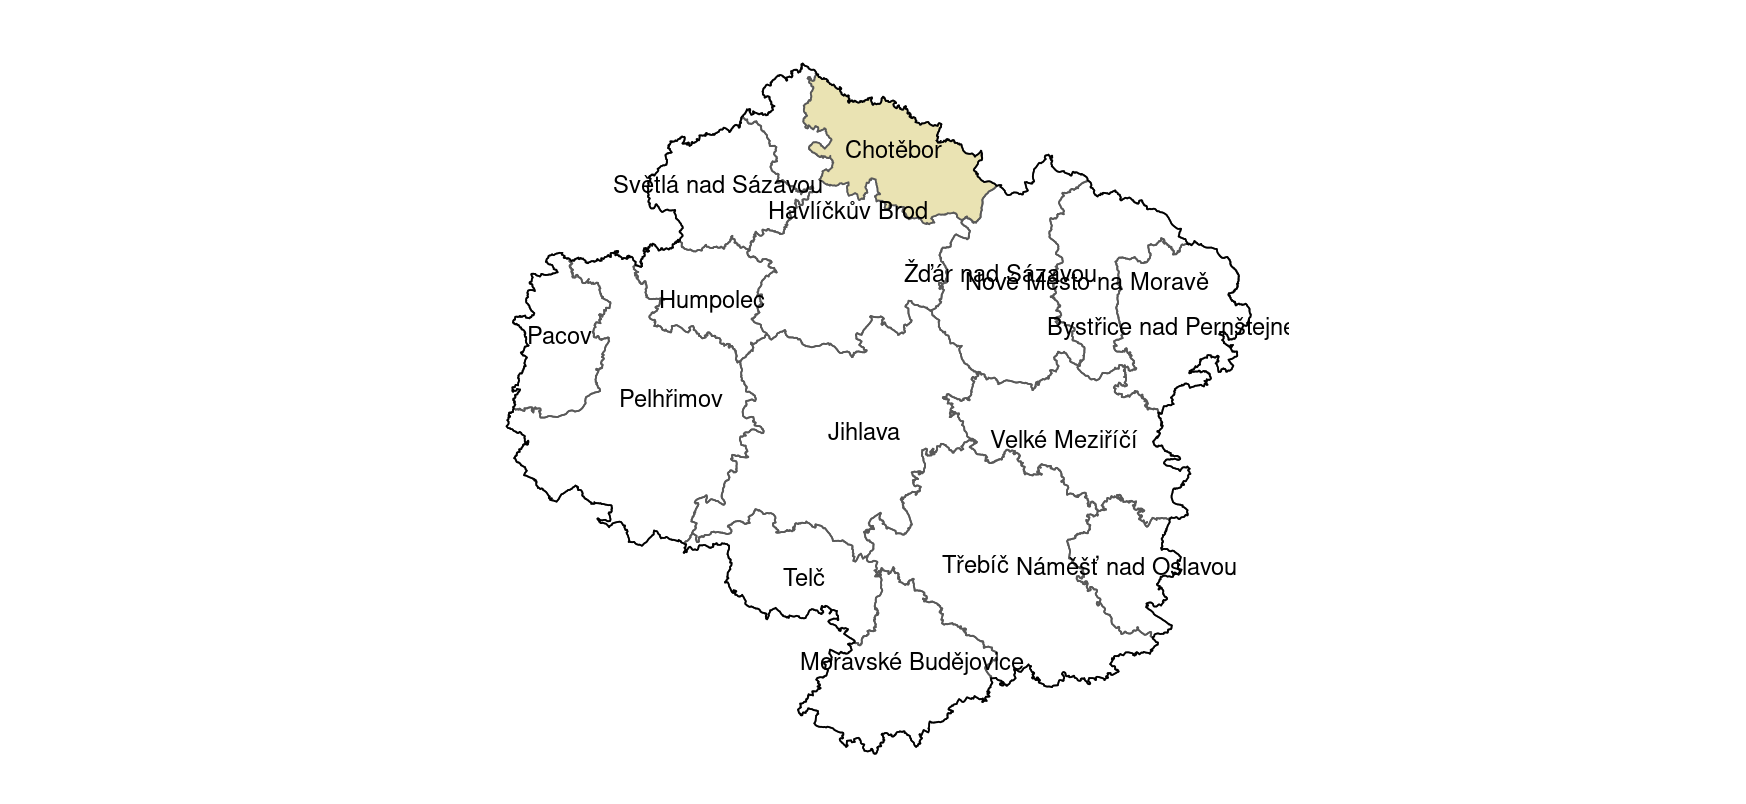 Chotěboř
Světlá nad Sázavou
Havlíčkův Brod
Žďár nad Sázavou
Nové Město na Moravě
Humpolec
Bystřice nad Pernštejne
Pacov
Pelhřimov
Jihlava
Velké Meziříčí
Třebíč
Náměšť nad Oslavou
Telč
Moravské Budějovice